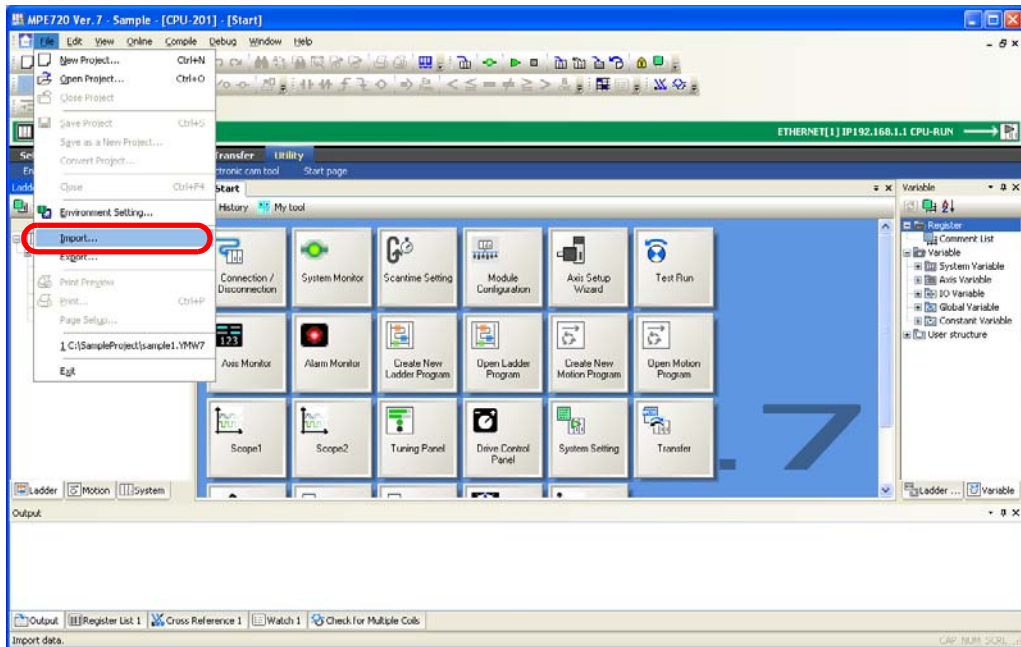 MPE720 Ver. 7 - Sample - [CPU-201] - [Start]
File Edit View Online Compile Debug Window Help
New Project... Ctrl+N
Open Project... Ctrl+O
Close Project
Save Project Ctrl+S
Save as a New Project...
Convert Project...
Close Ctrl+F4
Environment Setting...
Import...
Export...
Print Preview
Print... Ctrl+P
Page Setup...
1 C:\SampleProject\sample1.YMW7
Exit
ETHERNET[1] IP192.168.1.1 CPU-RUN
Transfer Utility
tronic cam tool Start page
Start
History My tool
Connection / Disconnection
System Monitor
Scantime Setting
Module Configuration
Axis Setup Wizard
Test Run
123
Axis Monitor
Alarm Monitor
Create New Ladder Program
Open Ladder Program
Create New Motion Program
Open Motion Program
Scope1
Scope2
Tuning Panel
Drive Control Panel
System Setting
Transfer
.7
Variable
Register
Comment List
Variable
System Variable
Axis Variable
IO Variable
Global Variable
Constant Variable
User structure
Ladder Motion System
Ladder ... Variable
Output
Output Register List 1 Cross Reference 1 Watch 1 Check for Multiple Coils
Import data.
CAP NUM SCRL